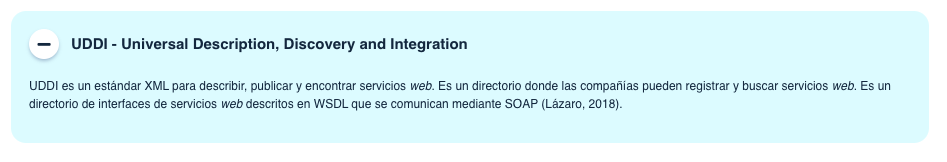 UDDI - Universal Description, Discovery and Integration
UDDI es un estándar XML para describir, publicar y encontrar servicios web. Es un directorio donde las compañías pueden registrar y buscar servicios web. Es un
directorio de interfaces de servicios web descritos en WSDL que se comunican mediante SOAP (Lázaro, 2018).